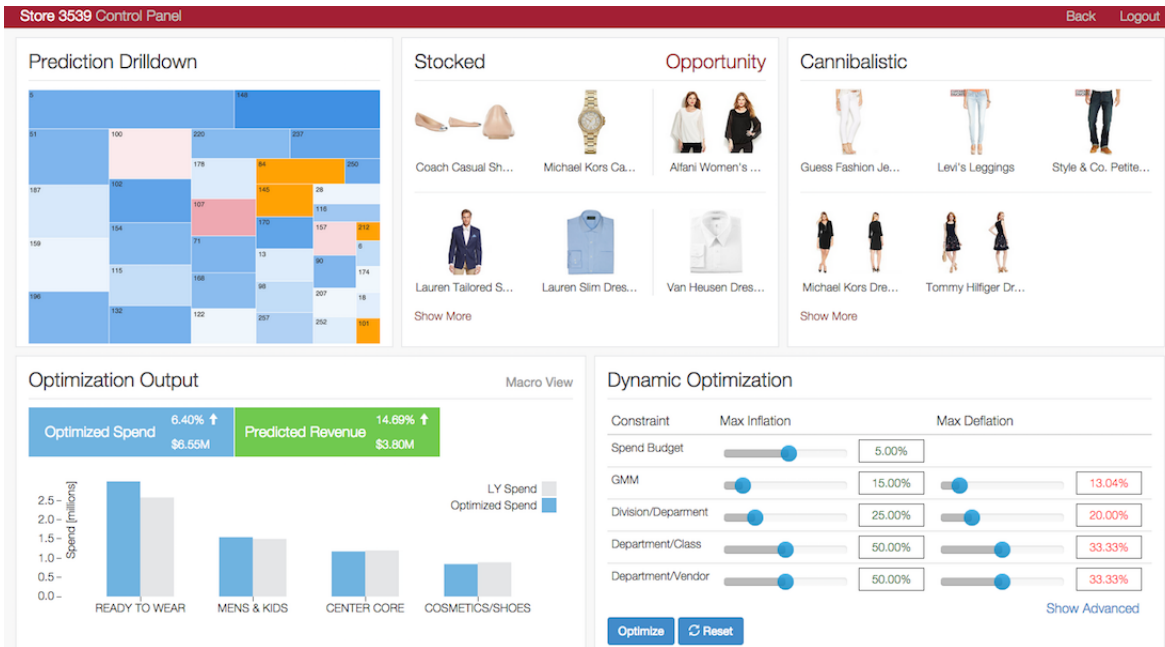 Store 3539 Control Panel
Back Logout
Prediction Drilldown
5 148
51 100 220 237
178 84 250
187 102 145 28
107 116
154 170 157 212
159 71 6
13 90
115 168 174
98
196 207 18
132 122 257 252 101
Stocked Opportunity
Coach Casual Sh... Michael Kors Ca... Alfani Women's ...
Lauren Tailored S... Lauren Slim Dres... Van Heusen Dres...
Show More
Cannibalistic
Guess Fashion Je... Levi's Leggings Style & Co. Petite...
Michael Kors Dre... Tommy Hilfiger Dr...
Show More
Optimization Output Macro View
Optimized Spend 6.40% $6.55M
Predicted Revenue 14.69% $3.80M
LY Spend
Optimized Spend
Spend [millions]
2.5
2.0
1.5
1.0
0.5
0.0
READY TO WEAR MENS & KIDS CENTER CORE COSMETICS/SHOES
Dynamic Optimization
Constraint Max Inflation Max Deflation
Spend Budget 5.00%
GMM 15.00% 13.04%
Division/Deparment 25.00% 20.00%
Department/Class 50.00% 33.33%
Department/Vendor 50.00% 33.33%
Show Advanced
Optimize Reset